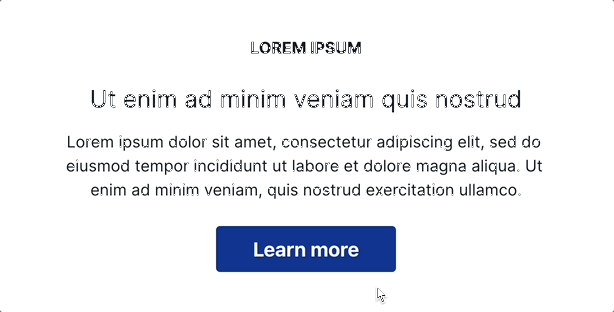 LOREM IPSUM
Ut enim ad minim veniam quis nostrud
Lorem ipsum dolor sit amet, consectetur adipiscing elit, sed do
eiusmod tempor incididunt ut labore et dolore magna aliqua. Ut
enim ad minim veniam, quis nostrud exercitation ullamco.
Learn more